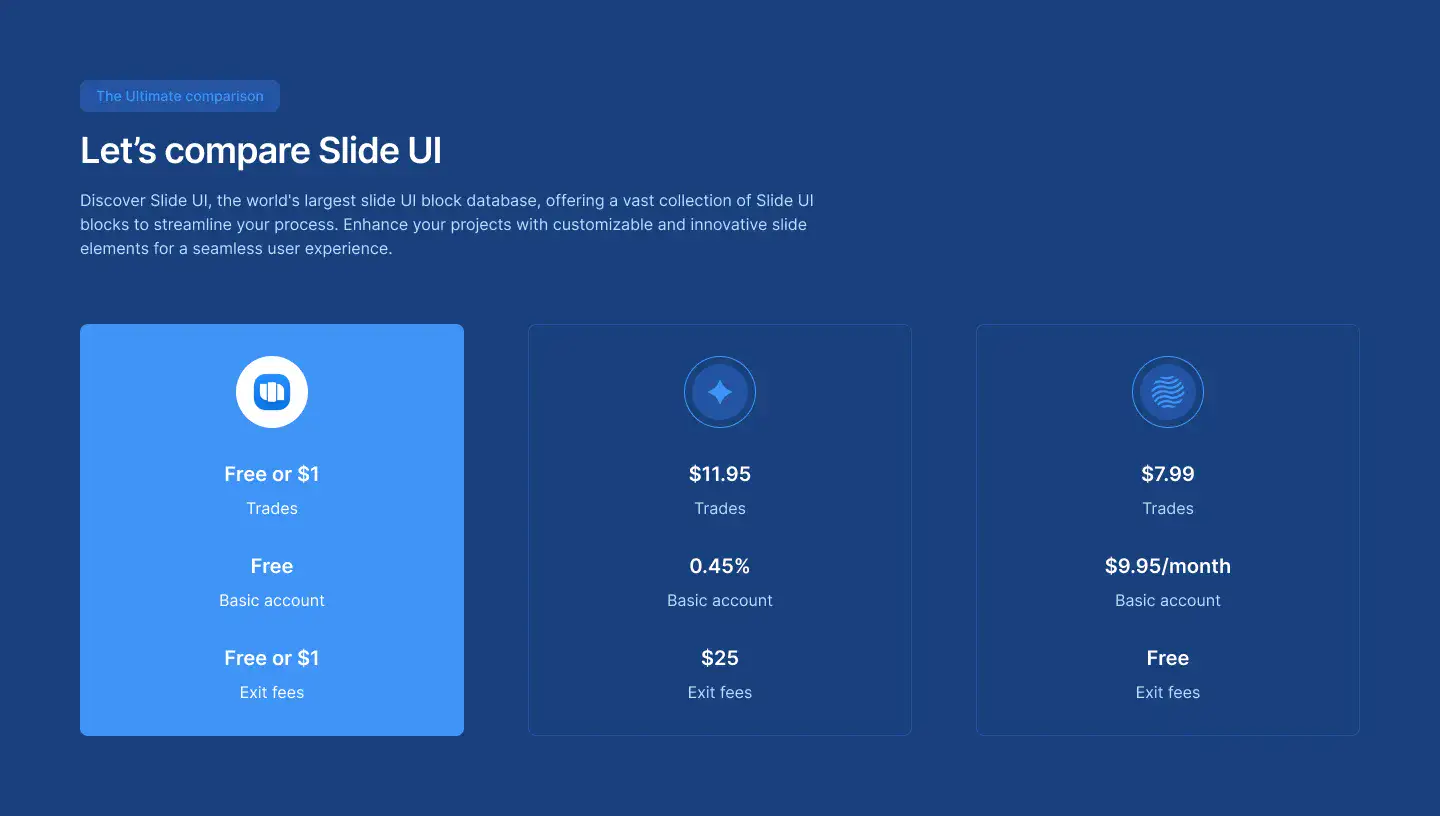 The Ultimate comparison
Let’s compare Slide UI
Discover Slide UI, the world's largest slide UI block database, offering a vast collection of Slide UI
blocks to streamline your process. Enhance your projects with customizable and innovative slide
elements for a seamless user experience.
Free or $1
Trades
Free
Basic account
Free or $1
Exit fees
$11.95
Trades
0.45%
Basic account
$25
Exit fees
$7.99
Trades
$9.95/month
Basic account
Free
Exit fees